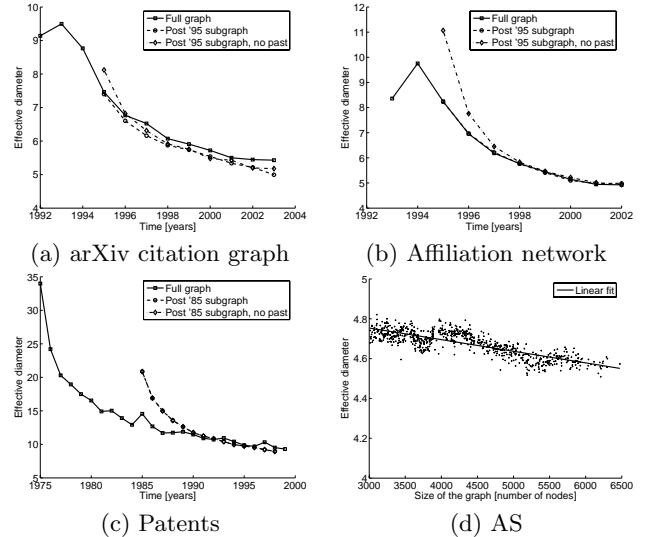 10
9
8
7
6
5
4
1992 1994 1996 1998 2000 2002 2004
Time [years]
Effective diameter
Full graph
Post '95 subgraph
Post '95 subgraph, no past
(a) arXiv citation graph
12
11
10
9
8
7
6
5
4
1992 1994 1996 1998 2000 2002
Time [years]
Effective diameter
Full graph
Post '95 subgraph
Post '95 subgraph, no past
(b) Affiliation network
35
30
25
20
15
10
5
1975 1980 1985 1990 1995 2000
Time [years]
Effective diameter
Full graph
Post '85 subgraph
Post '85 subgraph, no past
(c) Patents
5
4.8
4.6
4.4
4.2
4
3000 3500 4000 4500 5000 5500 6000 6500
Size of the graph [number of nodes]
Effective diameter
Linear fit
(d) AS